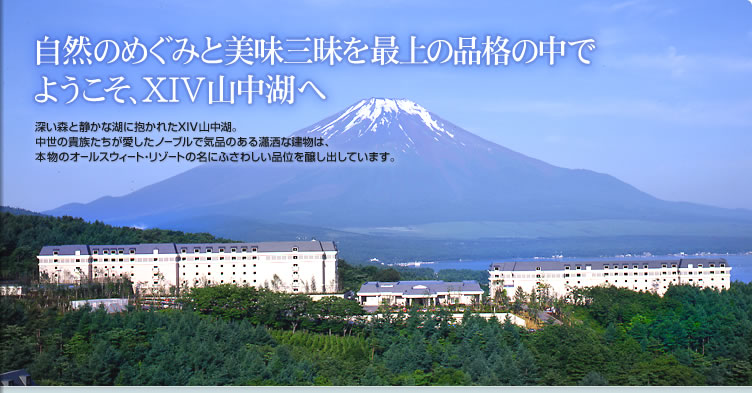 自然のめぐみと美味三昧を最上の品格の中で
ようこそ、XIV山中湖へ
深い森と静かな湖に抱かれたXIV山中湖。
中世の貴族たちが愛したノーブルで気品のある瀟洒な建物は、
本物のオールスウィート・リゾートの名にふさわしい品位を醸し出しています。